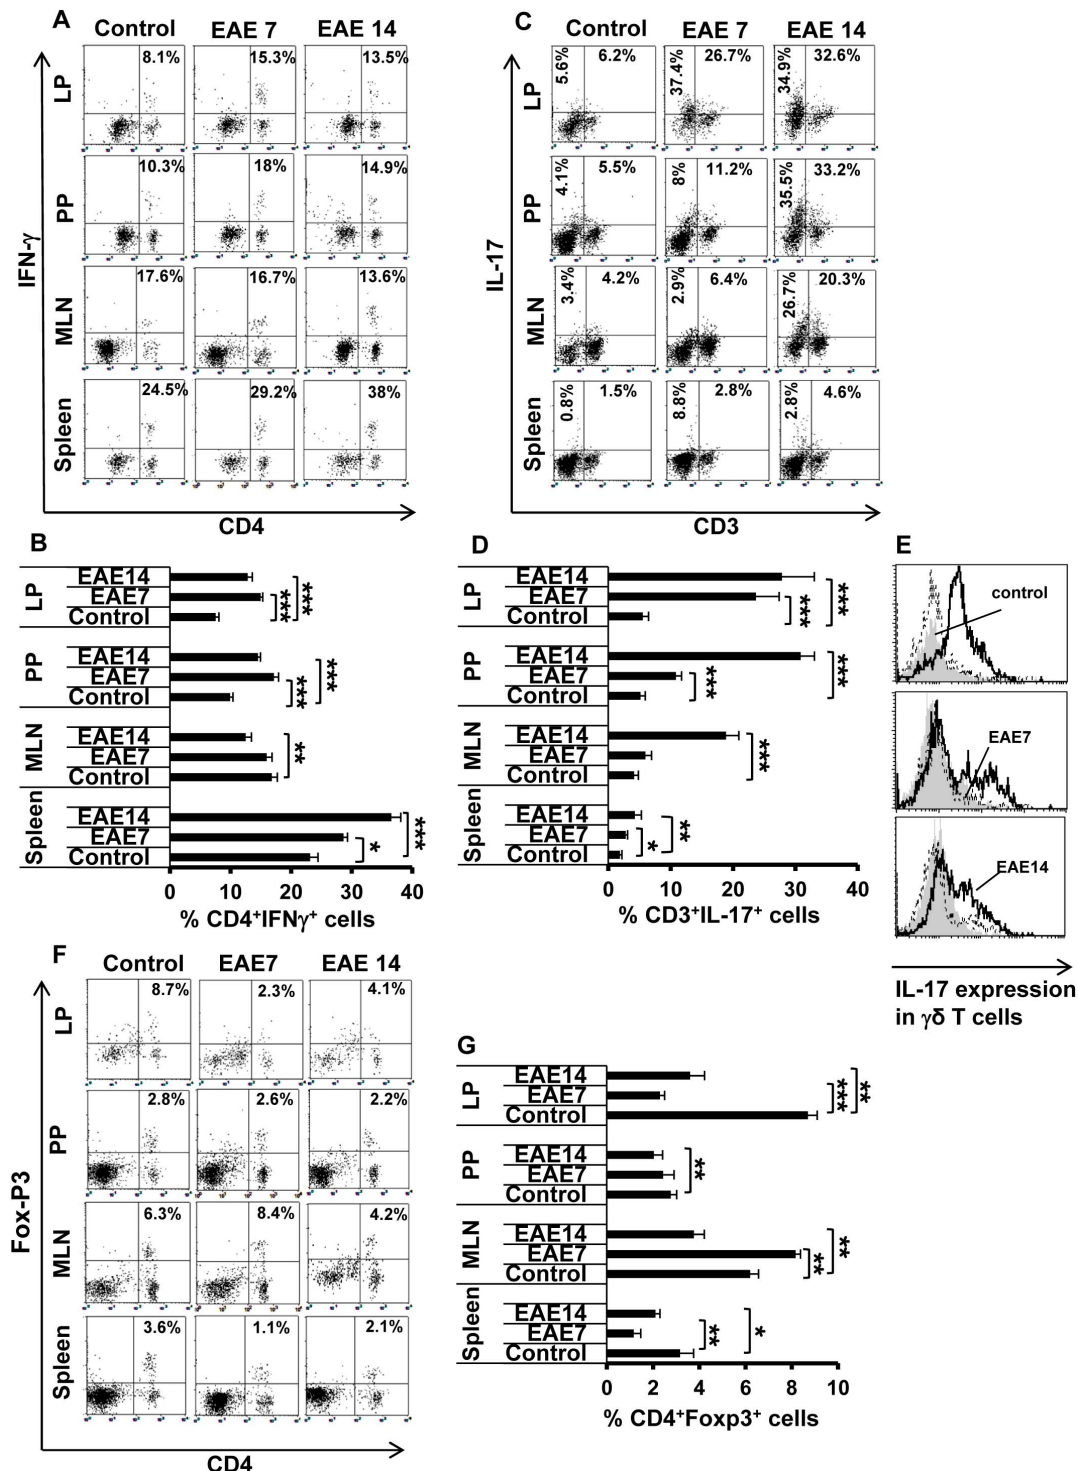 A
Control EAE 7 EAE 14
LP 8.1% 15.3% 13.5%
PP 10.3% 18% 14.9%
MLN 17.6% 16.7% 13.6%
Spleen 24.5% 29.2% 38%
IFN-γ
CD4
C
Control EAE 7 EAE 14
LP 5.6% 6.2% 37.4% 26.7% 34.9% 32.6%
PP 4.1% 5.5% 8% 11.2% 35.5% 33.2%
MLN 3.4% 4.2% 2.9% 6.4% 26.7% 20.3%
Spleen 0.8% 1.5% 8.8% 2.8% 2.8% 4.6%
IL-17
CD3
B
LP
EAE14
EAE7
Control
*** ***
PP
EAE14
EAE7
Control
*** ***
MLN
EAE14
EAE7
Control
**
Spleen
EAE14
EAE7
Control
* ***
0 10 20 30 40
% CD4⁺IFNγ⁺ cells
D
LP
EAE14
EAE7
Control
*** ***
PP
EAE14
EAE7
Control
*** ***
MLN
EAE14
EAE7
Control
***
Spleen
EAE14
EAE7
Control
* **
0 10 20 30 40
% CD3⁺IL-17⁺ cells
E
control
EAE7
EAE14
IL-17 expression
in γδ T cells
F
Control EAE7 EAE 14
LP 8.7% 2.3% 4.1%
PP 2.8% 2.6% 2.2%
MLN 6.3% 8.4% 4.2%
Spleen 3.6% 1.1% 2.1%
Fox-P3
CD4
G
LP
EAE14
EAE7
Control
*** **
PP
EAE14
EAE7
Control
**
MLN
EAE14
EAE7
Control
** **
Spleen
EAE14
EAE7
Control
** *
0 2 4 6 8 10
% CD4⁺Foxp3⁺ cells